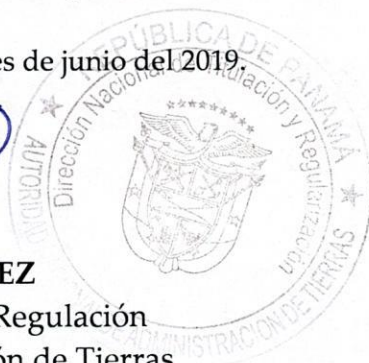 es de junio del 2019.
REPÚBLICA DE PANAMÁ
Dirección Nacional de Titulación y Regularización
AUTORIDAD
ADMINISTRACIÓN DE TIERRAS
EZ
Regulación
ón de Tierras